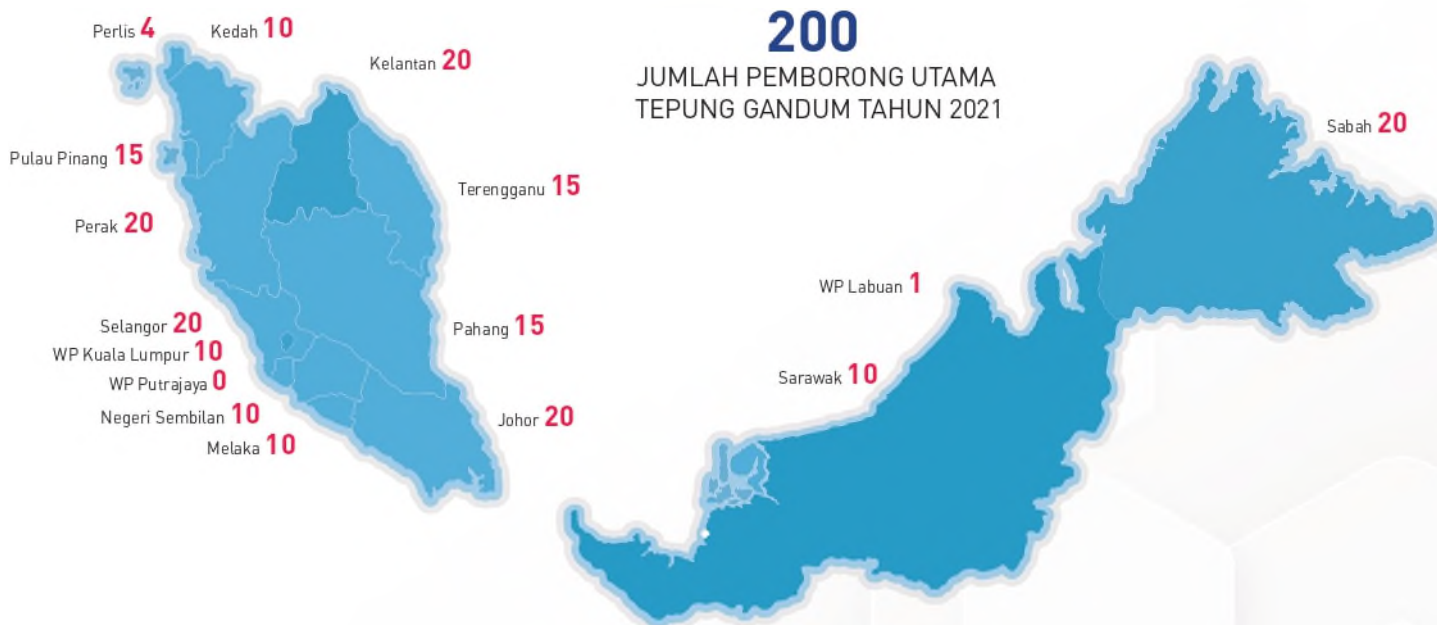 200
JUMLAH PEMBORONG UTAMA
TEPUNG GANDUM TAHUN 2021
Perlis 4
Kedah 10
Kelantan 20
Pulau Pinang 15
Terengganu 15
Perak 20
Selangor 20
Pahang 15
WP Kuala Lumpur 10
WP Putrajaya 0
Negeri Sembilan 10
Johor 20
Melaka 10
Sabah 20
WP Labuan 1
Sarawak 10